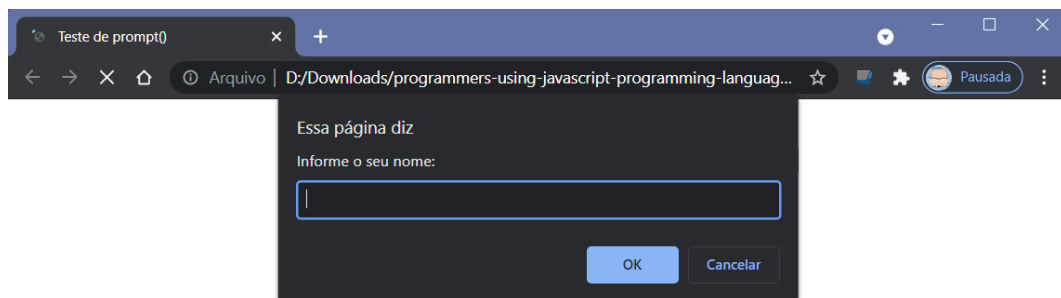 Teste de prompt()
Arquivo | D:/Downloads/programmers-using-javascript-programming-languag... Pausada
Essa página diz
Informe o seu nome:
OK Cancelar